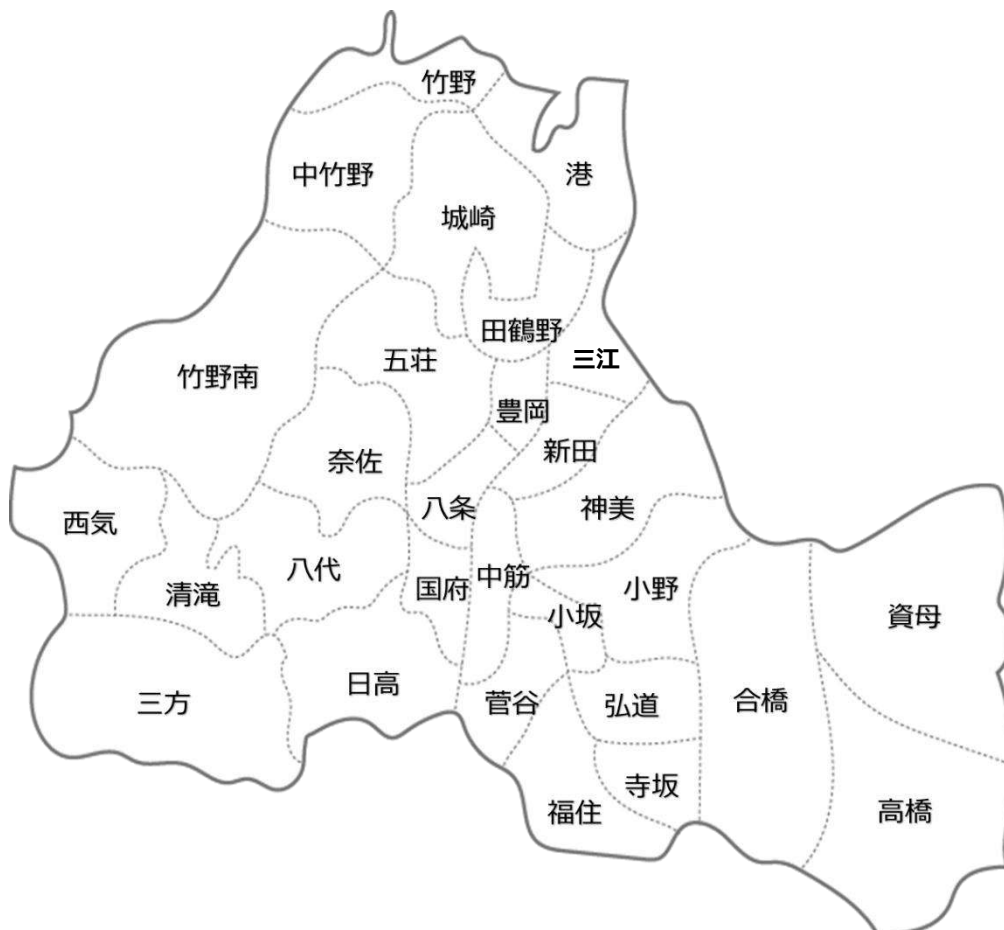 竹野
中竹野
港
城崎
田鶴野
五荘
三江
竹野南
豊岡
新田
奈佐
八条
神美
西気
八代
中筋
国府
小野
清滝
小坂
資母
日高
三方
菅谷
弘道
合橋
寺坂
福住
高橋